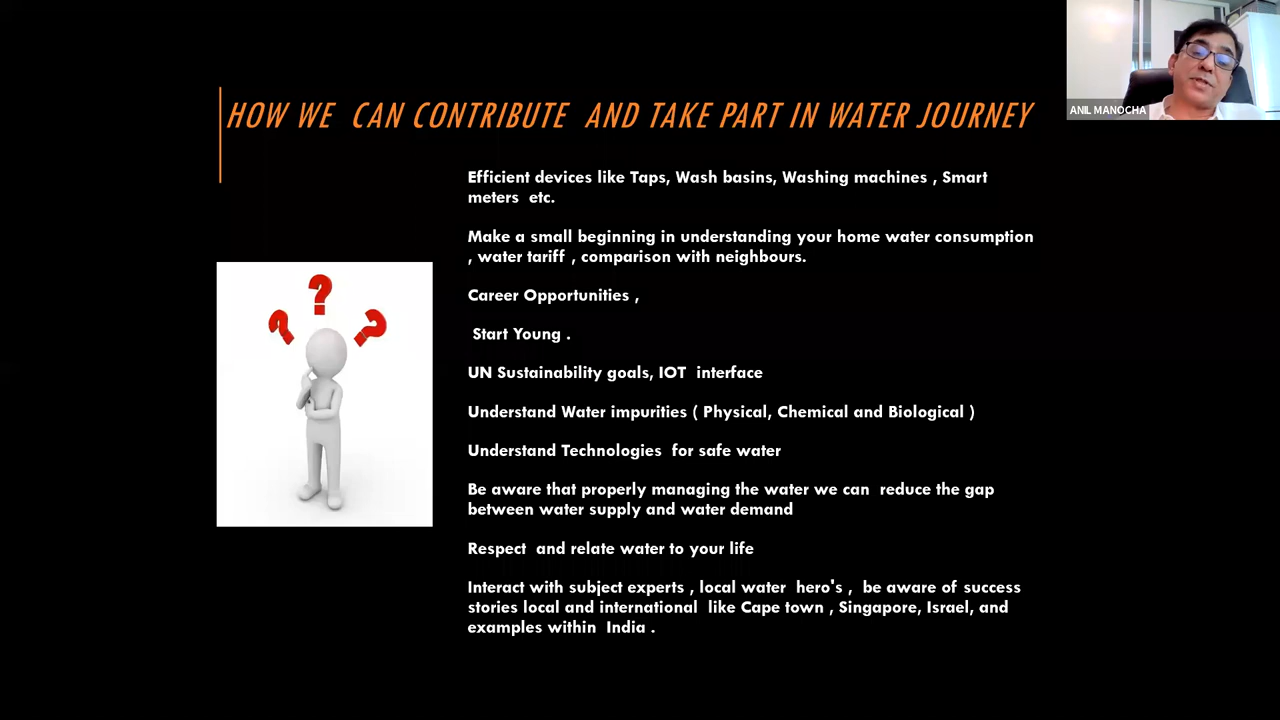 HOW WE CAN CONTRIBUTE AND TAKE PART IN WATER JOURNEY
ANIL MANOCHA
Efficient devices like Taps, Wash basins, Washing machines , Smart
meters etc.
Make a small beginning in understanding your home water consumption
, water tariff , comparison with neighbours.
Career Opportunities ,
Start Young .
UN Sustainability goals, IOT interface
Understand Water impurities ( Physical, Chemical and Biological )
Understand Technologies for safe water
Be aware that properly managing the water we can reduce the gap
between water supply and water demand
Respect and relate water to your life
Interact with subject experts , local water hero's , be aware of success
stories local and international like Cape town , Singapore, Israel, and
examples within India .